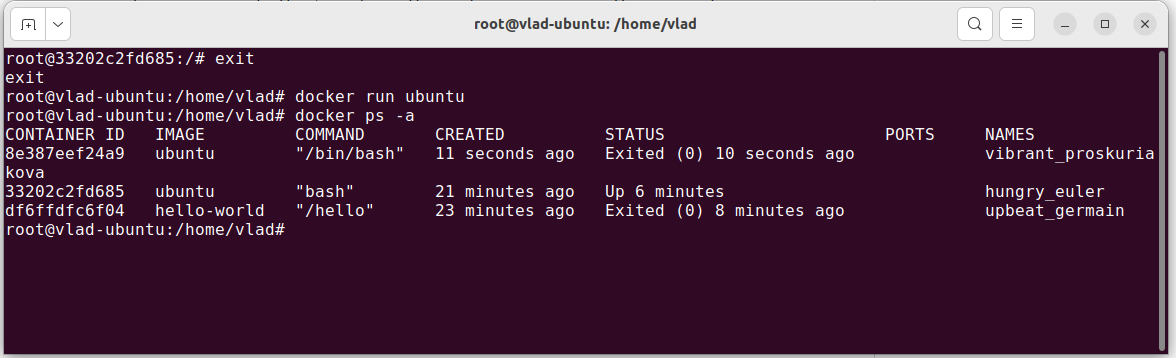 root@vlad-ubuntu: /home/vlad
root@33202c2fd685:/# exit
exit
root@vlad-ubuntu:/home/vlad# docker run ubuntu
root@vlad-ubuntu:/home/vlad# docker ps -a
CONTAINER ID   IMAGE         COMMAND       CREATED          STATUS                      PORTS     NAMES
8e387eef24a9   ubuntu        "/bin/bash"   11 seconds ago   Exited (0) 10 seconds ago             vibrant_proskuria
kova
33202c2fd685   ubuntu        "bash"        21 minutes ago   Up 6 minutes                          hungry_euler
df6ffdfc6f04   hello-world   "/hello"      23 minutes ago   Exited (0) 8 minutes ago              upbeat_germain
root@vlad-ubuntu:/home/vlad#